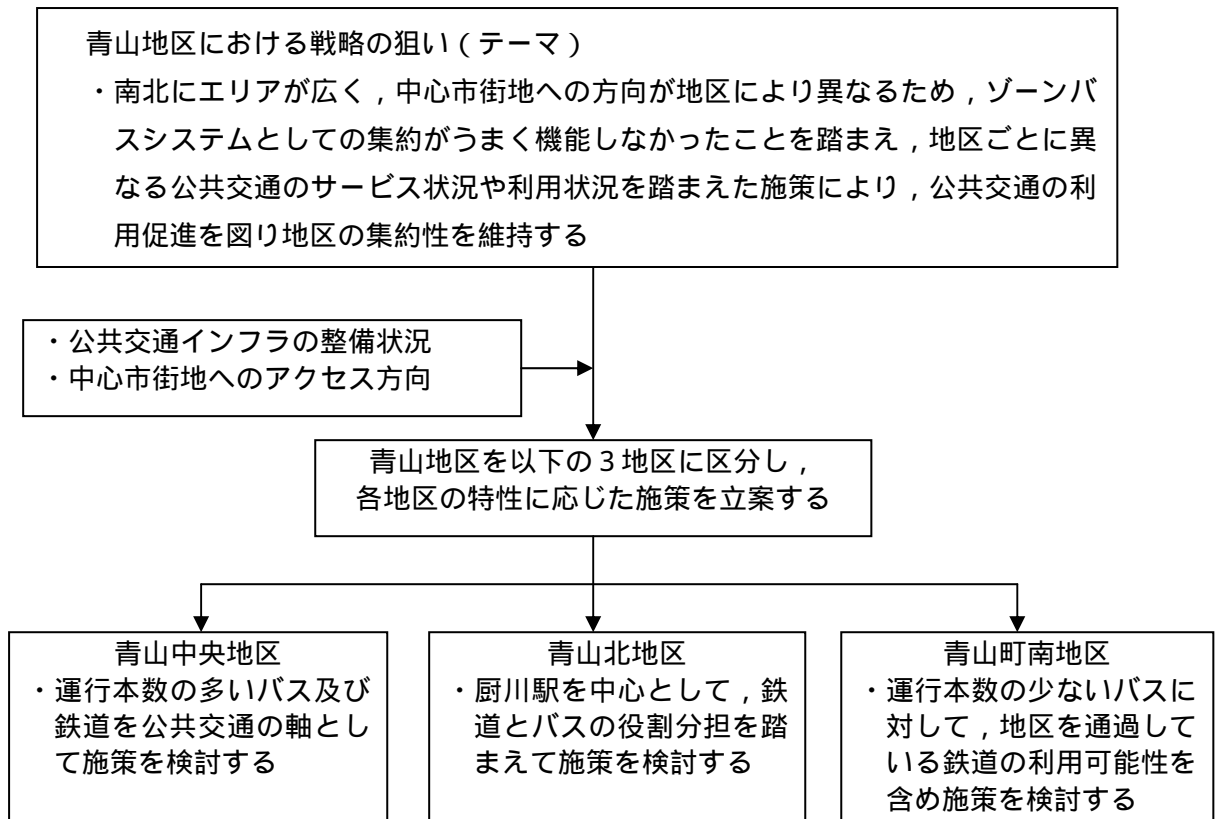 青山地区における戦略の狙い（テーマ）
・南北にエリアが広く，中心市街地への方向が地区により異なるため，ゾーンバ
スシステムとしての集約がうまく機能しなかったことを踏まえ，地区ごとに異
なる公共交通のサービス状況や利用状況を踏まえた施策により，公共交通の利
用促進を図り地区の集約性を維持する
・公共交通インフラの整備状況
・中心市街地へのアクセス方向
青山地区を以下の３地区に区分し，
各地区の特性に応じた施策を立案する
青山中央地区
・運行本数の多いバス及び
鉄道を公共交通の軸とし
て施策を検討する
青山北地区
・厨川駅を中心として，鉄
道とバスの役割分担を踏
まえて施策を検討する
青山町南地区
・運行本数の少ないバスに
対して，地区を通過して
いる鉄道の利用可能性を
含め施策を検討する